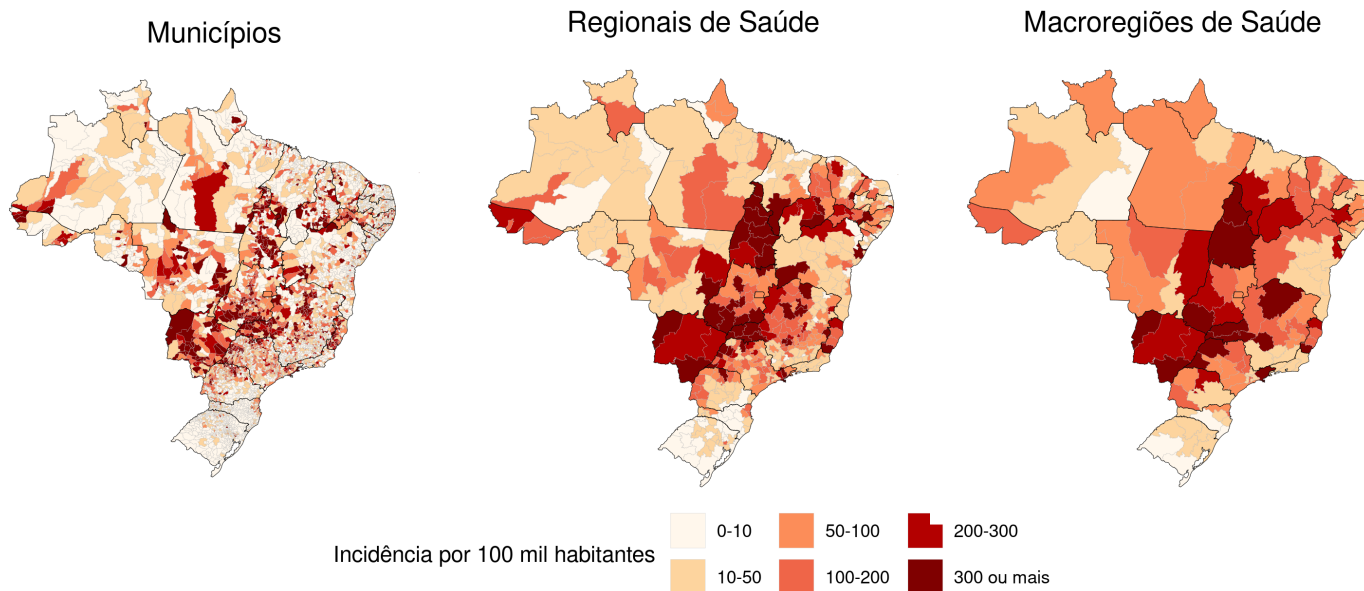 Municípios
Regionais de Saúde
Macroregiões de Saúde
Incidência por 100 mil habitantes
0-10
50-100
200-300
10-50
100-200
300 ou mais